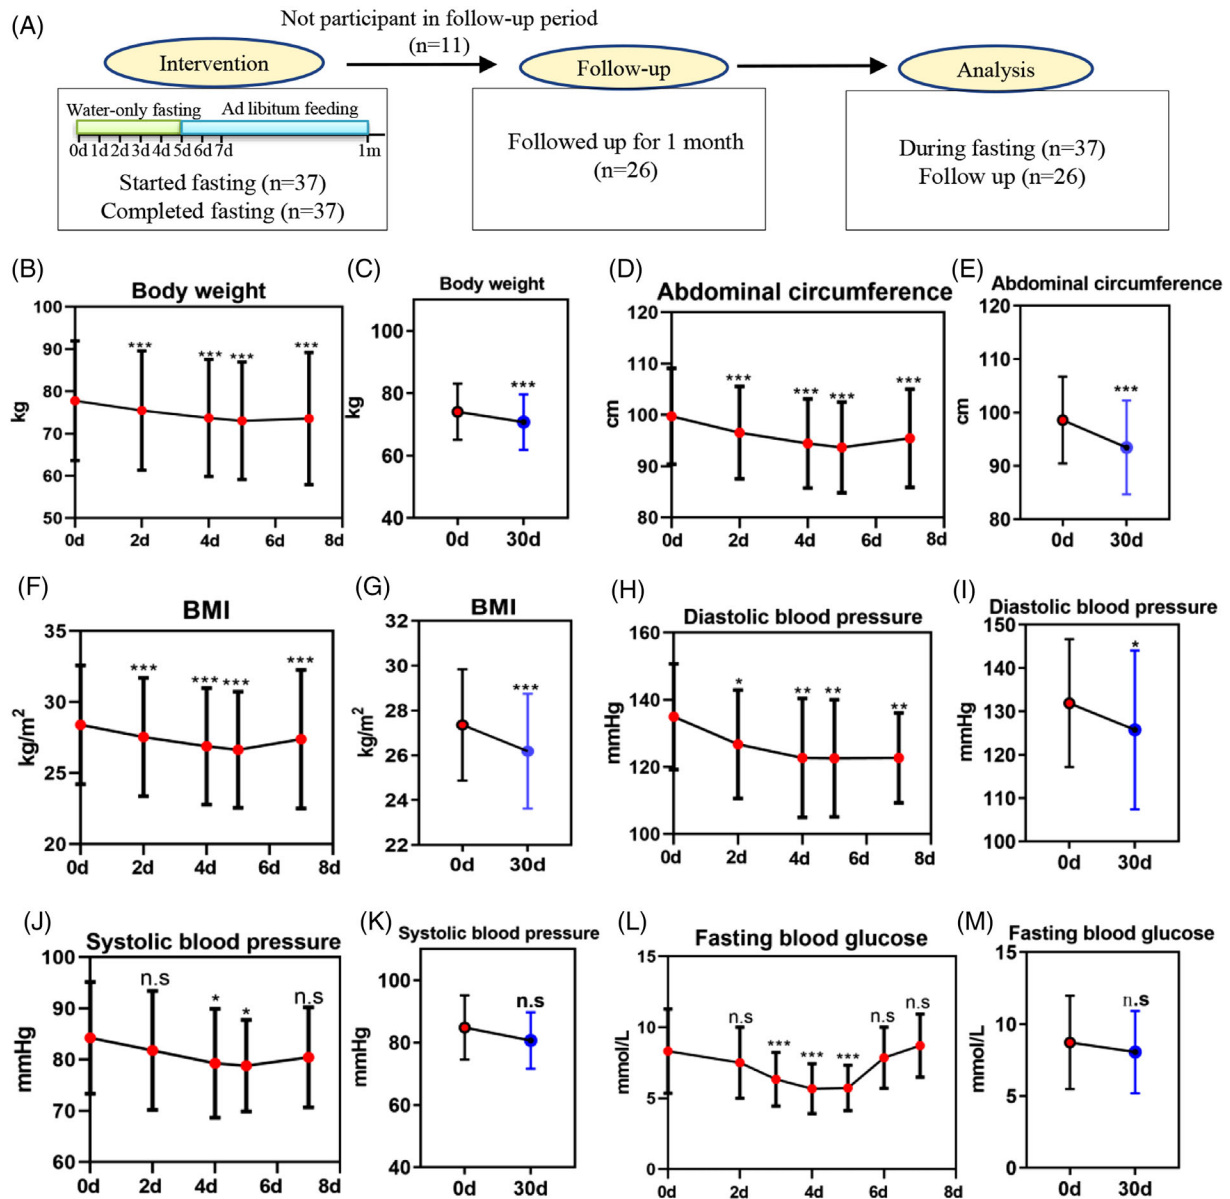 (A)
Not participant in follow-up period
(n=11)
Intervention
Follow-up
Analysis
Water-only fasting
Ad libitum feeding
0d 1d 2d 3d 4d 5d 6d 7d
1m
Started fasting (n=37)
Completed fasting (n=37)
Followed up for 1 month
(n=26)
During fasting (n=37)
Follow up (n=26)
(B)
Body weight
kg
100
90
80
70
60
50
*** *** *** ***
0d 2d 4d 6d 8d
(C)
Body weight
kg
100
80
60
40
***
0d 30d
(D)
Abdominal circumference
cm
120
110
100
90
80
*** *** *** ***
0d 2d 4d 6d 8d
(E)
Abdominal circumference
cm
120
110
100
90
80
***
0d 30d
(F)
BMI
kg/m²
35
30
25
20
*** *** *** ***
0d 2d 4d 6d 8d
(G)
BMI
kg/m²
32
30
28
26
24
22
***
0d 30d
(H)
Diastolic blood pressure
mmHg
160
140
120
100
* ** ** **
0d 2d 4d 6d 8d
(I)
Diastolic blood pressure
mmHg
150
140
130
120
110
100
*
0d 30d
(J)
Systolic blood pressure
mmHg
100
90
80
70
60
n.s * * n.s
0d 2d 4d 6d 8d
(K)
Systolic blood pressure
mmHg
100
80
60
40
n.s
0d 30d
(L)
Fasting blood glucose
mmol/L
15
10
5
0
n.s *** *** *** n.s n.s
0d 2d 4d 6d 8d
(M)
Fasting blood glucose
mmol/L
15
10
5
0
n.s
0d 30d